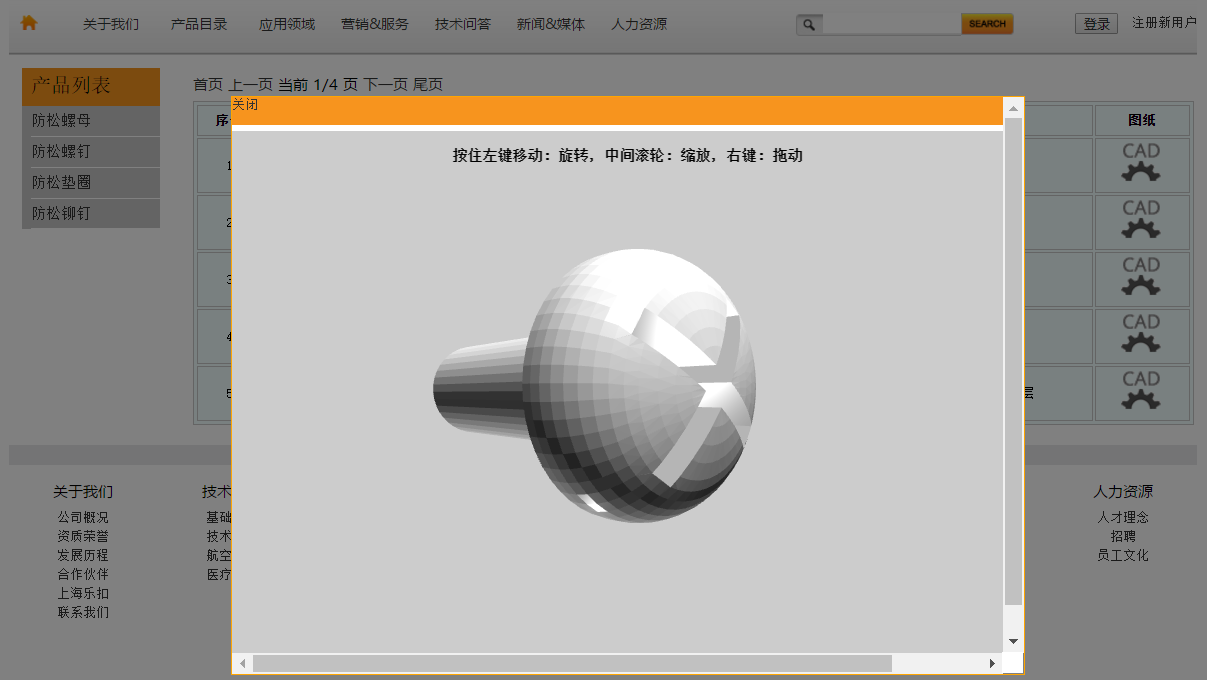 关于我们 产品目录 应用领域 营销&服务 技术问答 新闻&媒体 人力资源 SEARCH 登录 注册新用户
产品列表
防松螺母
防松螺钉
防松垫圈
防松铆钉
首页 上一页 当前 1/4 页 下一页 尾页
关闭
按住左键移动：旋转，中间滚轮：缩放，右键：拖动
序 图纸
1 CAD
2 CAD
3 CAD
4 CAD
5 层 CAD
关于我们 技术 人力资源
公司概况 基础 人才理念
资质荣誉 技术 招聘
发展历程 航空 员工文化
合作伙伴 医疗
上海乐扣
联系我们